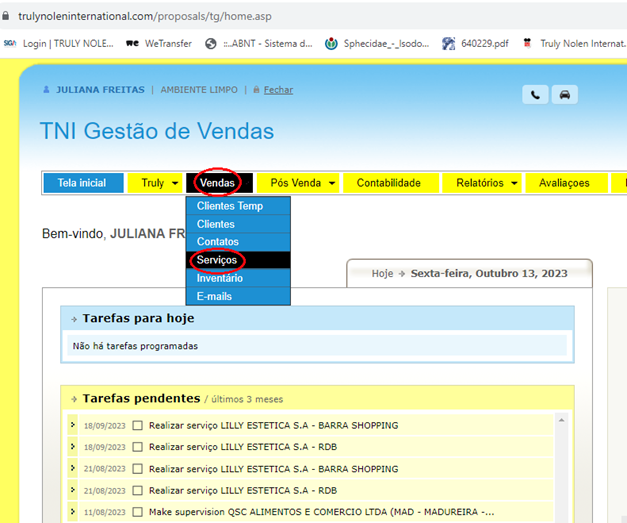 trulynoleninternational.com/proposals/tg/home.asp
SIGA Login | TRULY NOLE... we WeTransfer ::..ABNT - Sistema d... Sphecidae_-_Isodo... 640229.pdf Truly Nolen Internat.
JULIANA FREITAS | AMBIENTE LIMPO | Fechar
TNI Gestão de Vendas
Tela inicial Truly Vendas Pós Venda Contabilidade Relatórios Avaliaçoes
Clientes Temp
Clientes
Contatos
Serviços
Inventário
E-mails
Bem-vindo, JULIANA FR
Hoje → Sexta-feira, Outubro 13, 2023
Tarefas para hoje
Não há tarefas programadas
Tarefas pendentes / últimos 3 meses
18/09/2023 Realizar serviço LILLY ESTETICA S.A - BARRA SHOPPING
18/09/2023 Realizar serviço LILLY ESTETICA S.A - RDB
21/08/2023 Realizar serviço LILLY ESTETICA S.A - BARRA SHOPPING
21/08/2023 Realizar serviço LILLY ESTETICA S.A - RDB
11/08/2023 Make supervision QSC ALIMENTOS E COMERCIO LTDA (MAD - MADUREIRA -...